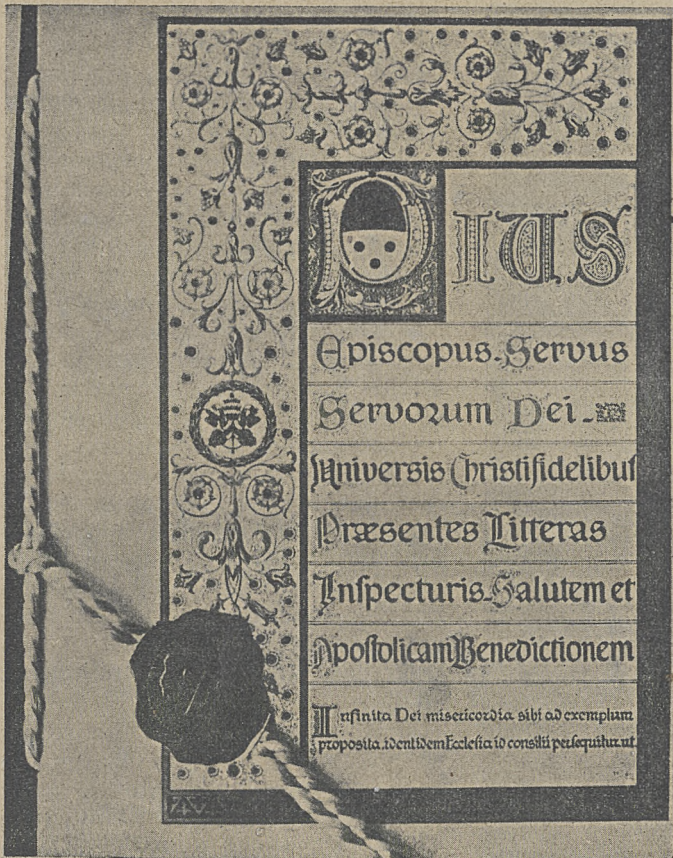 PIUS
Episcopus Servus
Servorum Dei
Universis Christifidelibus
Præsentes Litteras
Inspecturis Salutem et
Apostolicam Benedictionem
Infinita Dei misericordia sibi ad exemplum
proposita, identidem Ecclesia id consilii persequitur, ut